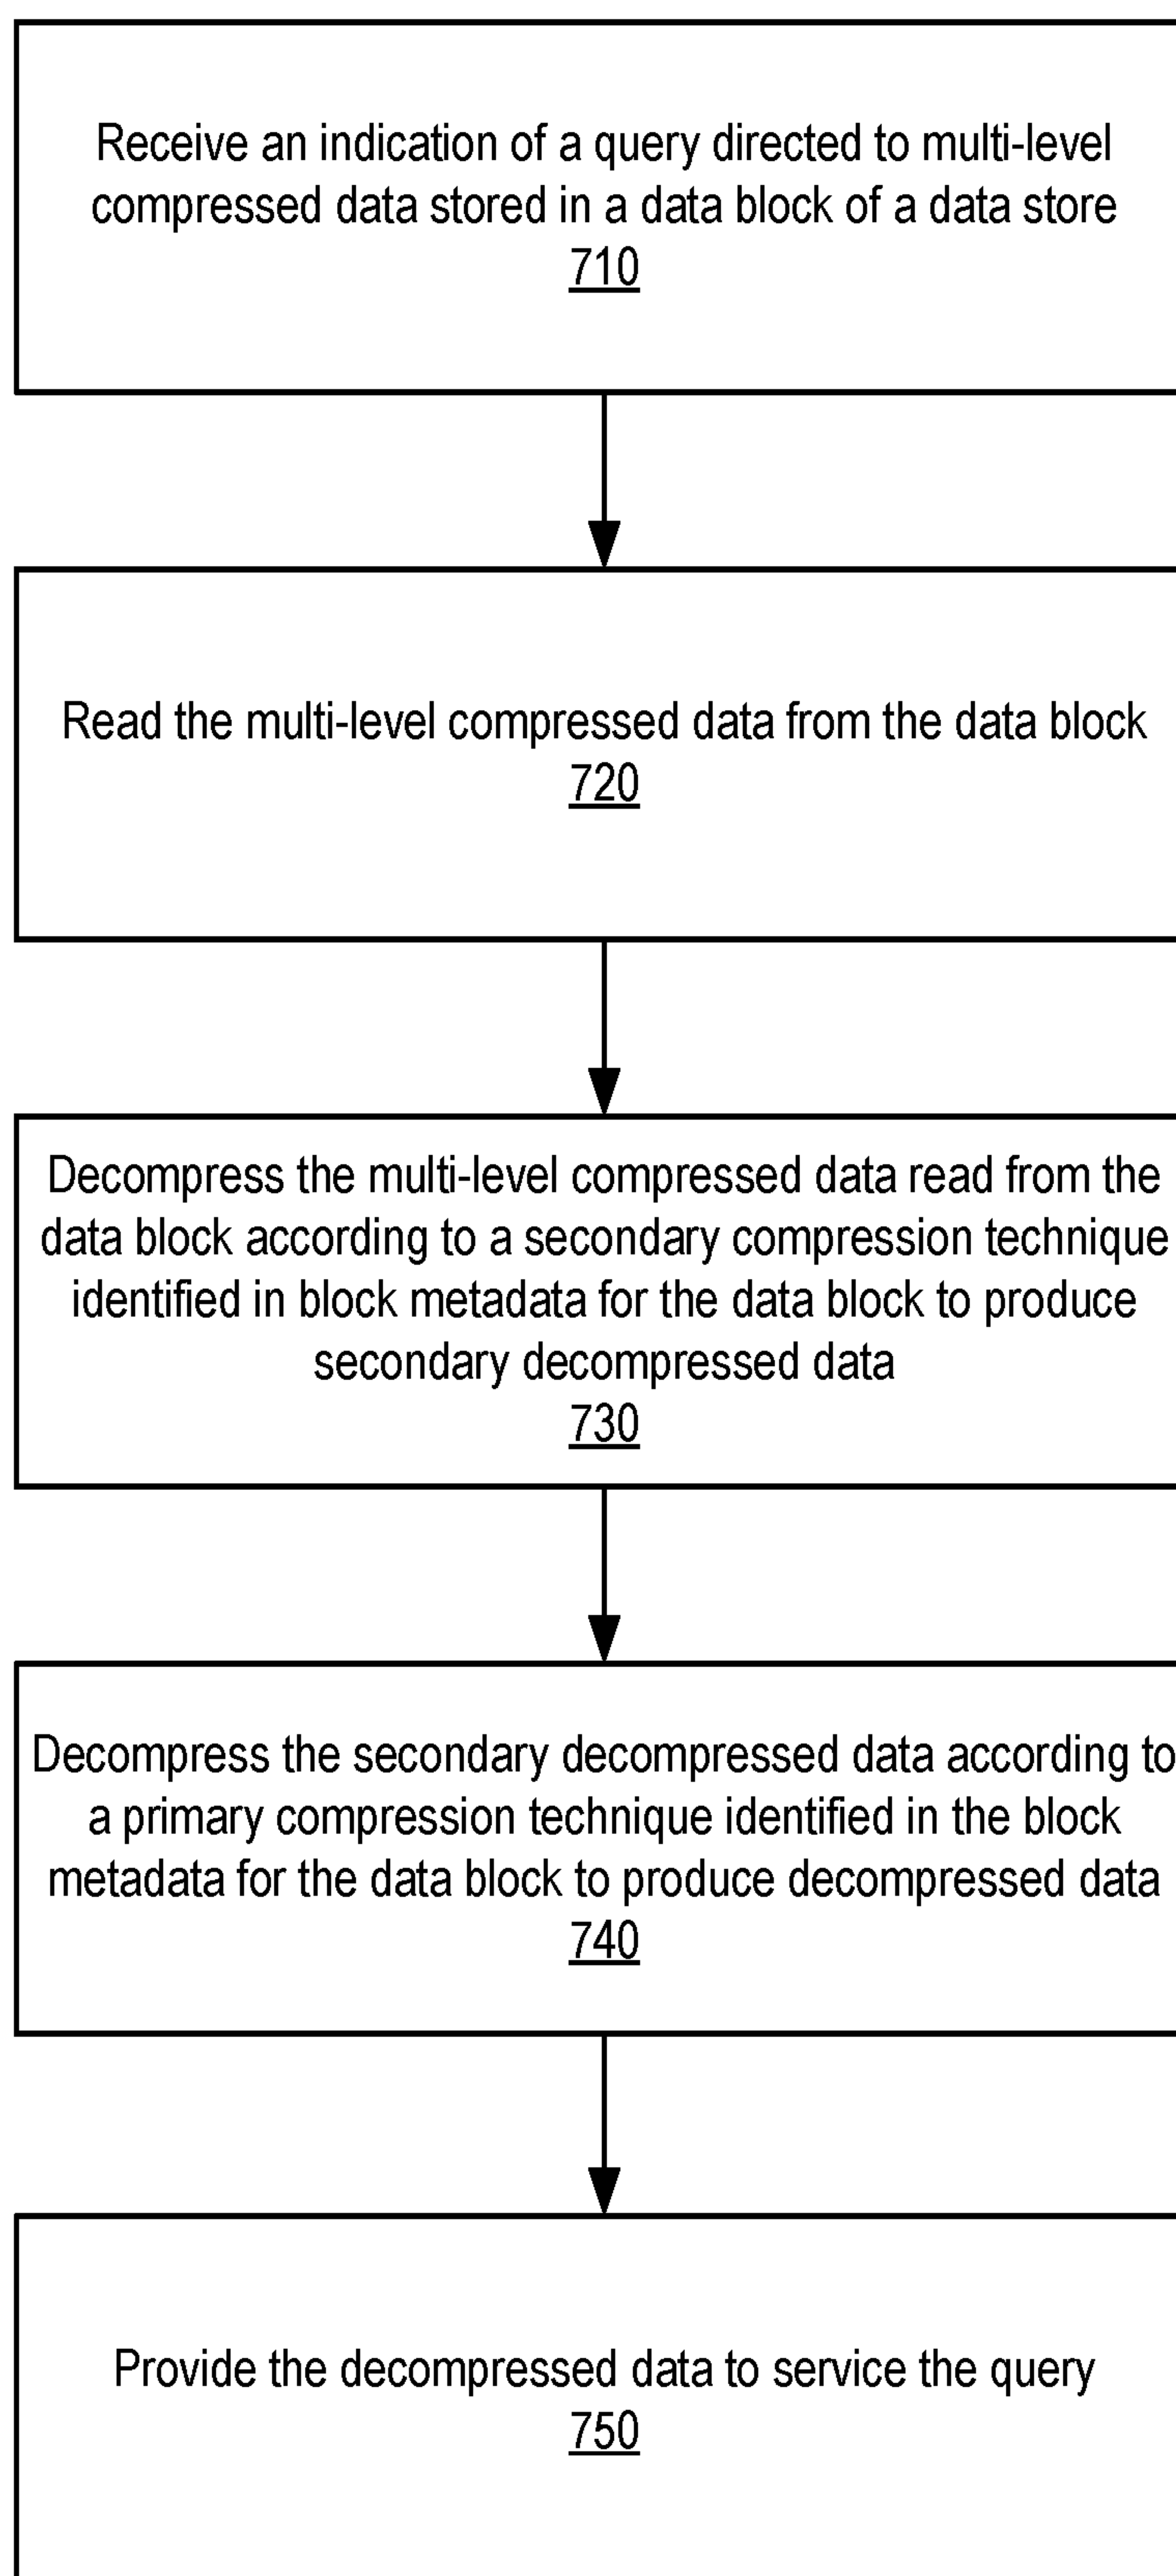 Receive an indication of a query directed to multi-level
compressed data stored in a data block of a data store
710
Read the multi-level compressed data from the data block
720
Decompress the multi-level compressed data read from the
data block according to a secondary compression technique
identified in block metadata for the data block to produce
secondary decompressed data
730
Decompress the secondary decompressed data according to
a primary compression technique identified in the block
metadata for the data block to produce decompressed data
740
Provide the decompressed data to service the query
750